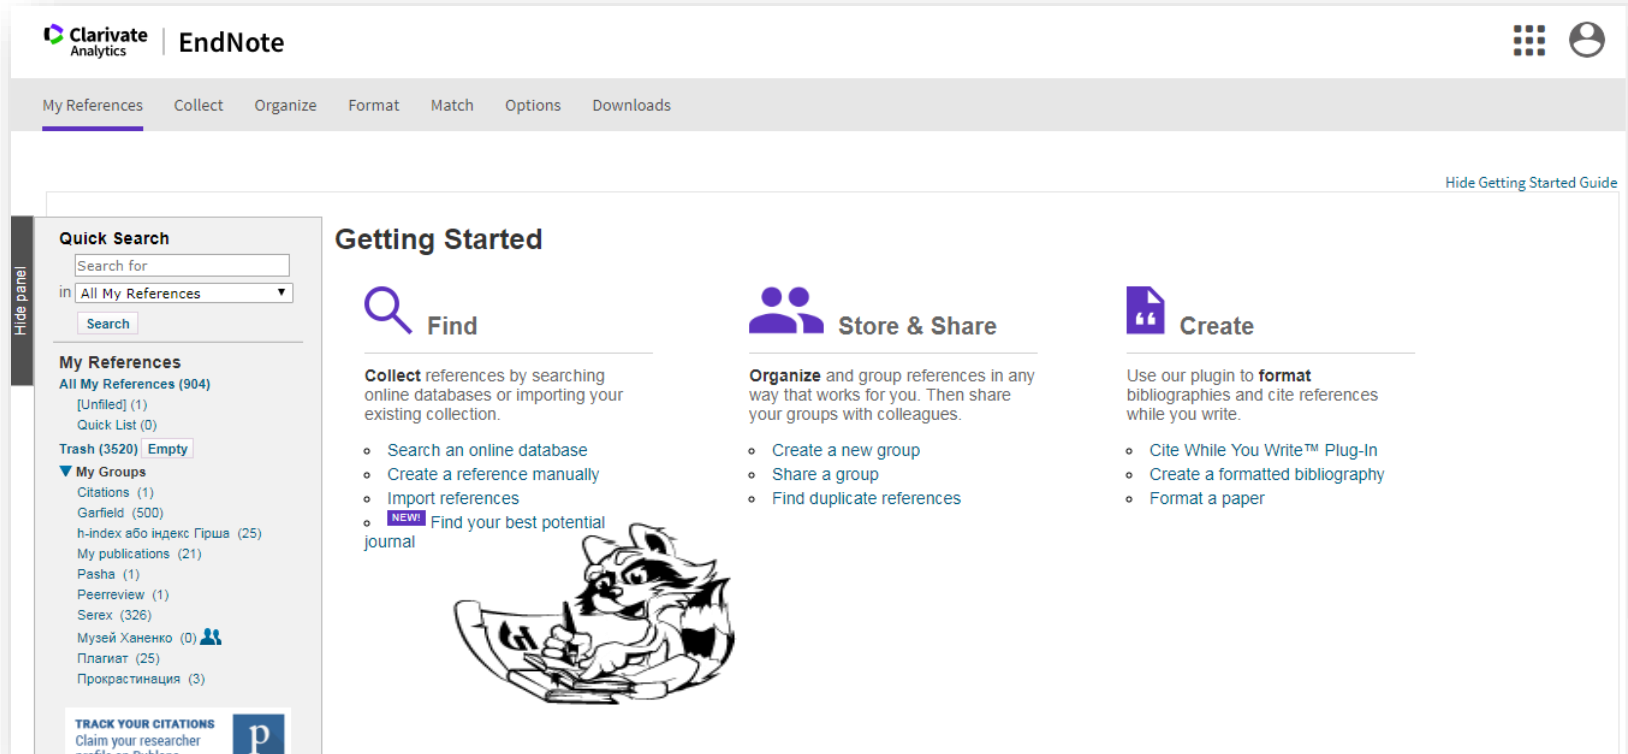 Clarivate
Analytics
EndNote
My References Collect Organize Format Match Options Downloads
Hide Getting Started Guide
Hide panel
Quick Search
Search for
in All My References
Search
My References
All My References (904)
[Unfiled] (1)
Quick List (0)
Trash (3520) Empty
My Groups
Citations (1)
Garfield (500)
h-index або індекс Гірша (25)
My publications (21)
Pasha (1)
Peerreview (1)
Serex (326)
Музей Ханенко (0)
Плагиат (25)
Прокрастинация (3)
TRACK YOUR CITATIONS
Claim your researcher
profile on Publons
p
Getting Started
Find
Collect references by searching
online databases or importing your
existing collection.
Search an online database
Create a reference manually
Import references
NEW! Find your best potential
journal
Store & Share
Organize and group references in any
way that works for you. Then share
your groups with colleagues.
Create a new group
Share a group
Find duplicate references
Create
Use our plugin to format
bibliographies and cite references
while you write.
Cite While You Write™ Plug-In
Create a formatted bibliography
Format a paper